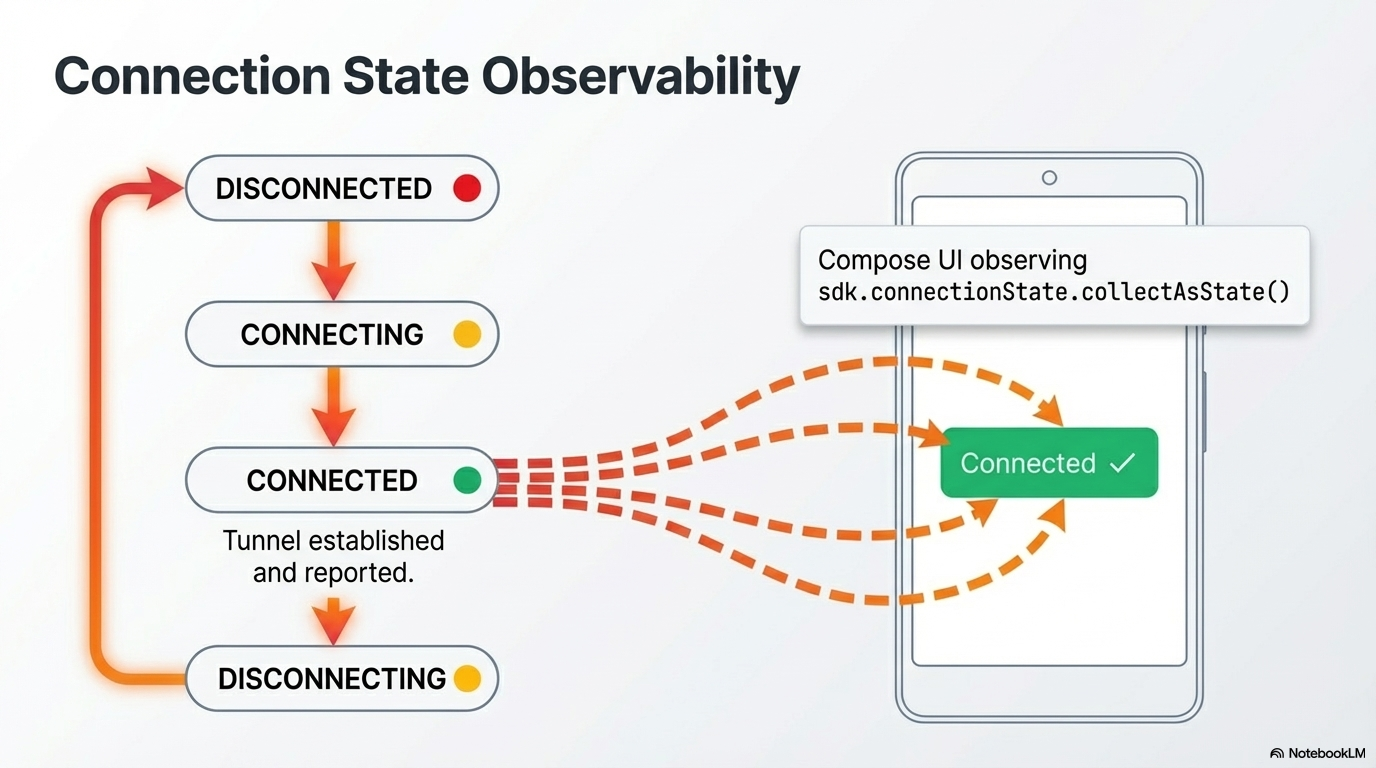 Connection State Observability
DISCONNECTED
CONNECTING
CONNECTED
Tunnel established
and reported.
DISCONNECTING
Compose UI observing
sdk.connectionState.collectAsState()
Connected
NotebookLM